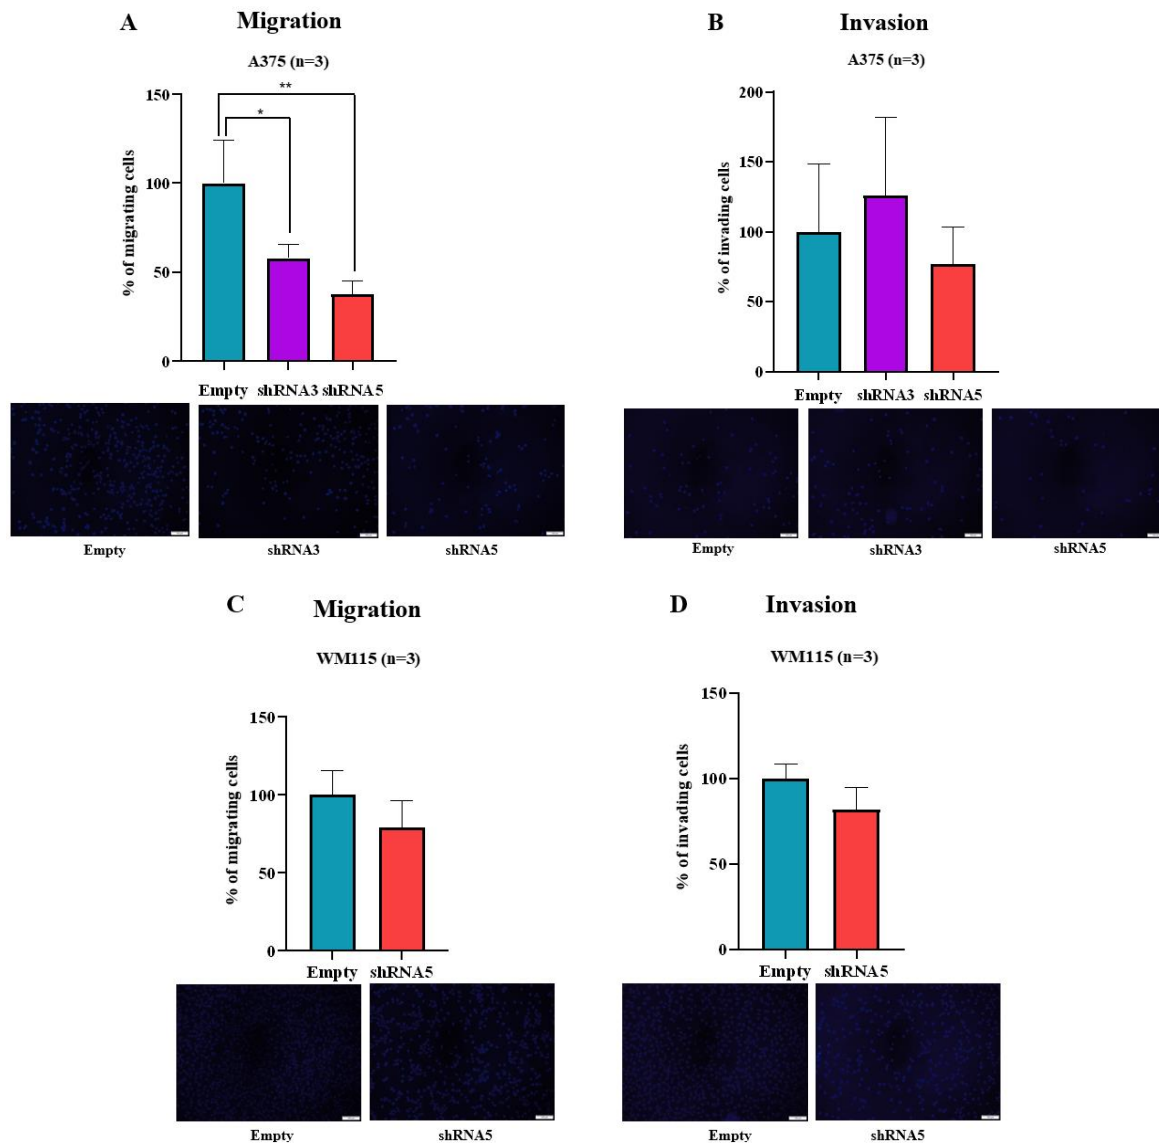 A Migration
A375 (n=3)
% of migrating cells
150
100
50
0
**
*
Empty shRNA3 shRNA5
Empty shRNA3 shRNA5
B Invasion
A375 (n=3)
% of invading cells
200
150
100
50
0
Empty shRNA3 shRNA5
Empty shRNA3 shRNA5
C Migration
WM115 (n=3)
% of migrating cells
150
100
50
0
Empty shRNA5
Empty shRNA5
D Invasion
WM115 (n=3)
% of invading cells
150
100
50
0
Empty shRNA5
Empty shRNA5